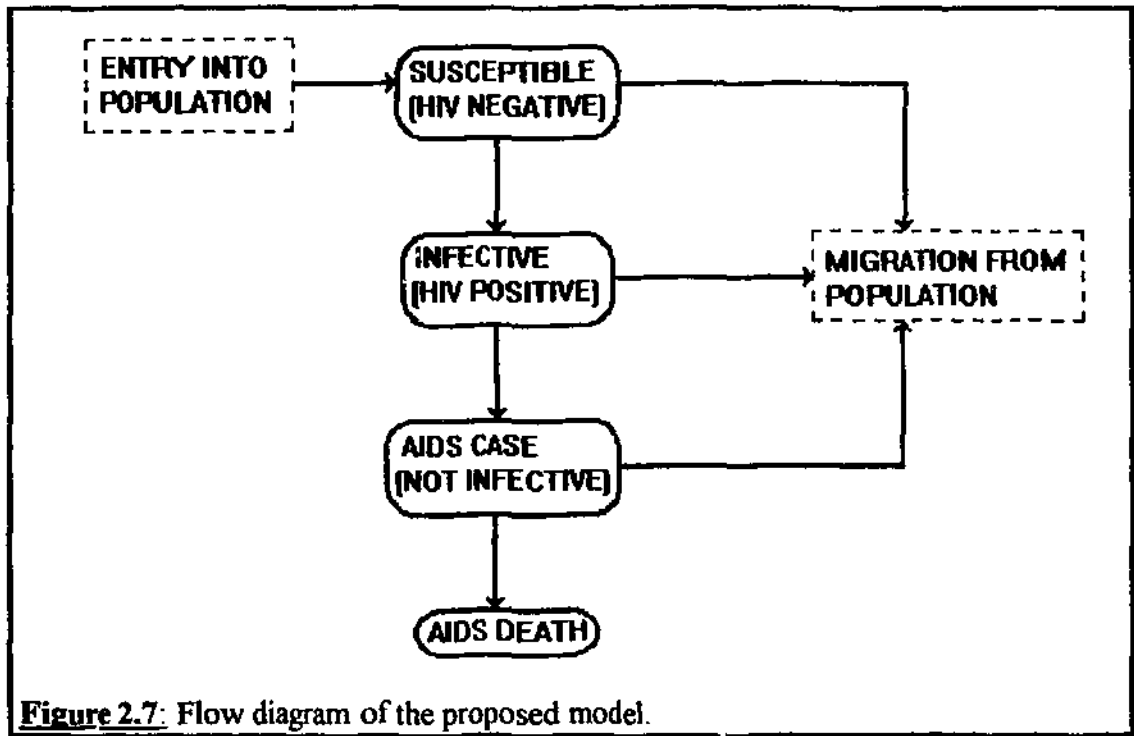 ENTRY INTO
POPULATION
SUSCEPTIBLE
(HIV NEGATIVE)
INFECTIVE
(HIV POSITIVE)
MIGRATION FROM
POPULATION
AIDS CASE
(NOT INFECTIVE)
AIDS DEATH
Figure 2.7: Flow diagram of the proposed model.